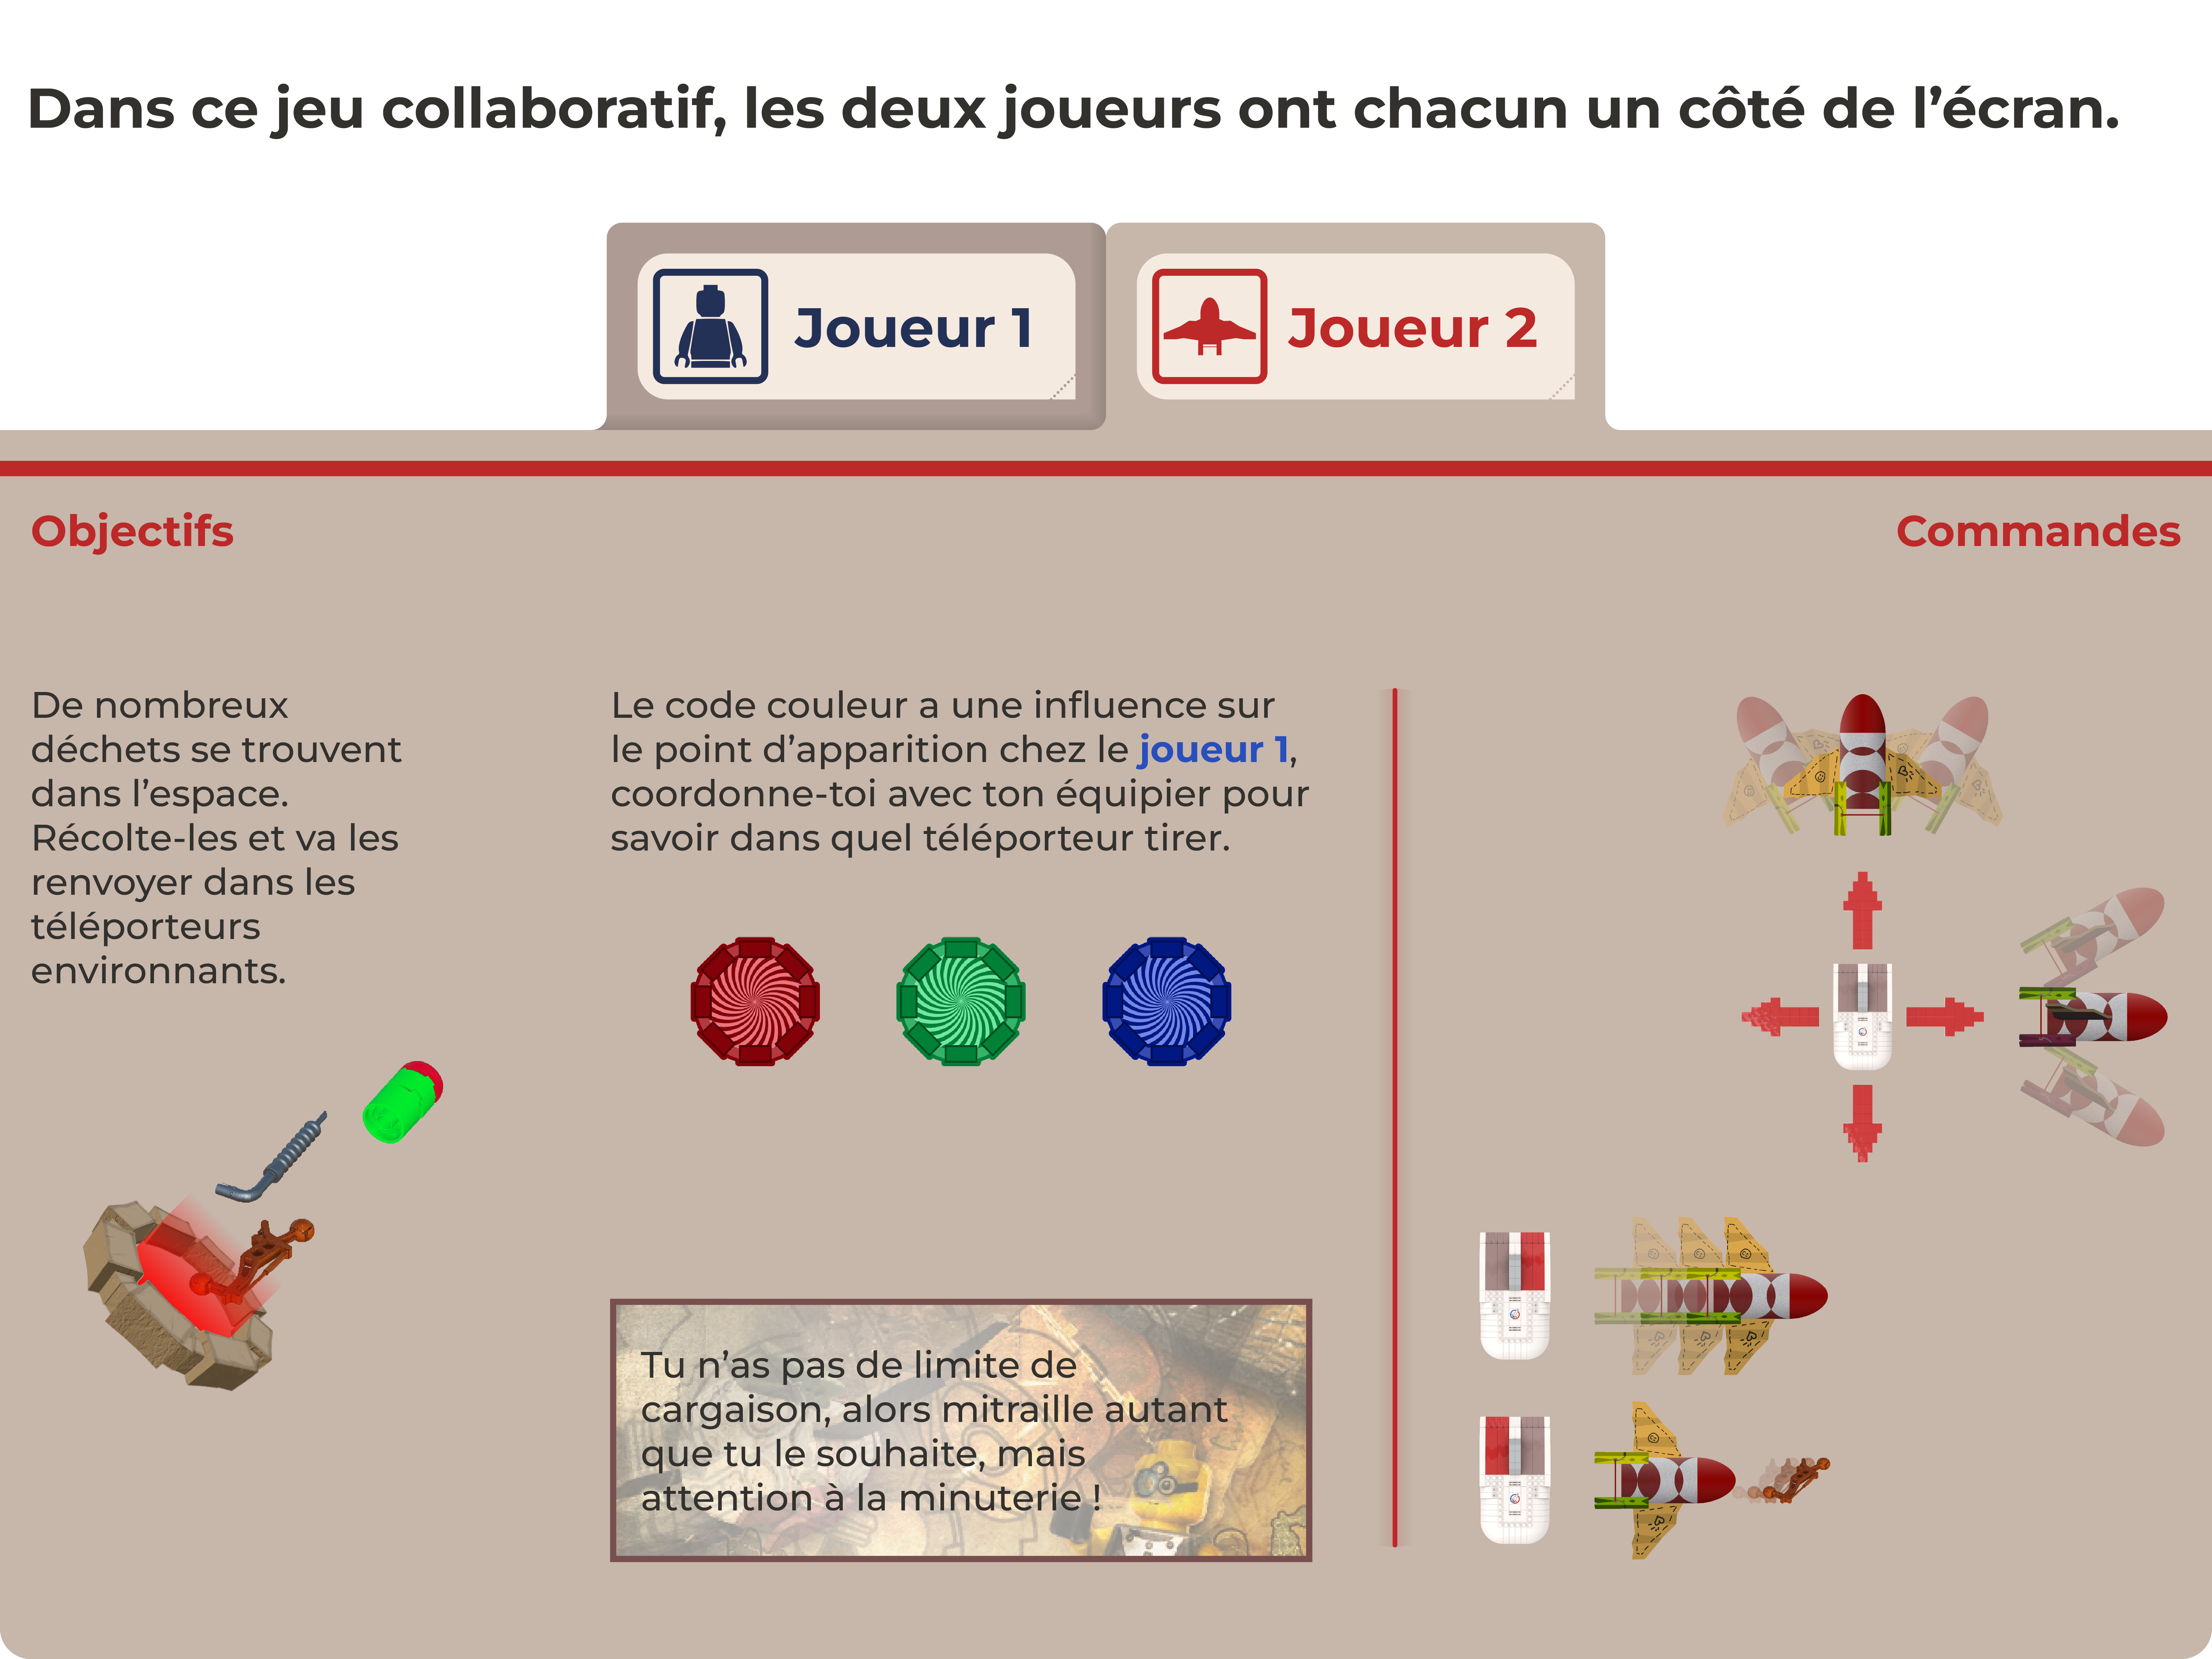 Dans ce jeu collaboratif, les deux joueurs ont chacun un côté de l’écran.
Joueur 1
Joueur 2
Objectifs
Commandes
De nombreux
déchets se trouvent
dans l’espace.
Récolte-les et va les
renvoyer dans les
téléporteurs
environnants.
Le code couleur a une influence sur
le point d’apparition chez le joueur 1,
coordonne-toi avec ton équipier pour
savoir dans quel téléporteur tirer.
Tu n’as pas de limite de
cargaison, alors mitraille autant
que tu le souhaite, mais
attention à la minuterie !